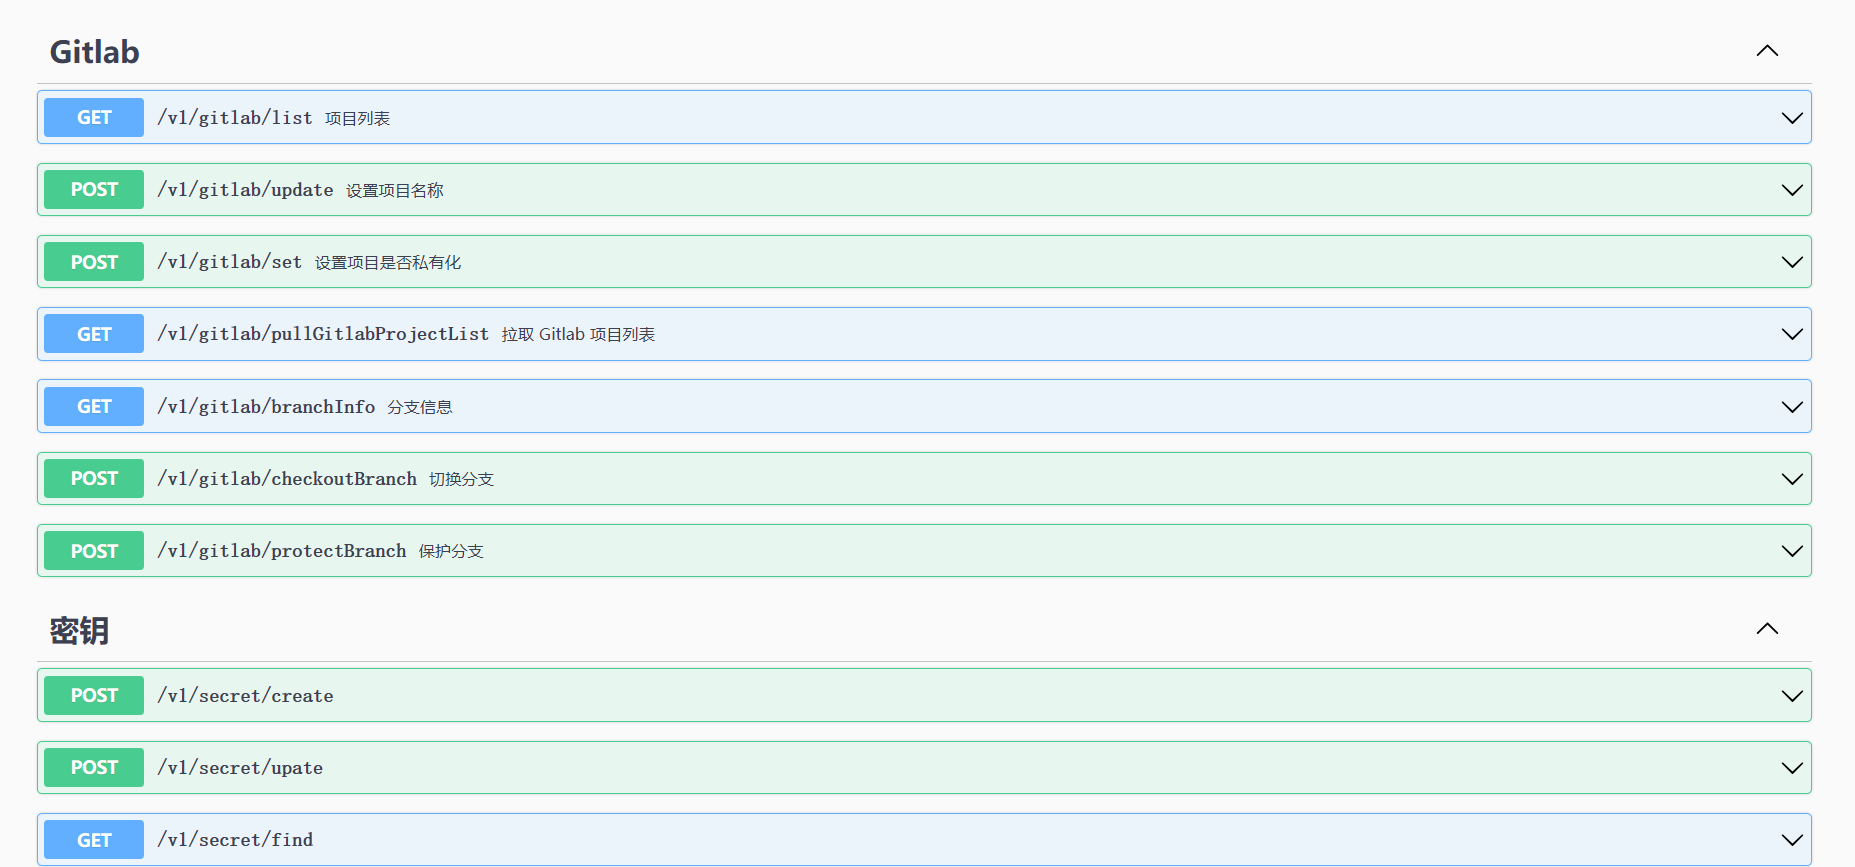 Gitlab
GET /v1/gitlab/list 项目列表
POST /v1/gitlab/update 设置项目名称
POST /v1/gitlab/set 设置项目是否私有化
GET /v1/gitlab/pullGitlabProjectList 拉取 Gitlab 项目列表
GET /v1/gitlab/branchInfo 分支信息
POST /v1/gitlab/checkoutBranch 切换分支
POST /v1/gitlab/protectBranch 保护分支
密钥
POST /v1/secret/create
POST /v1/secret/upate
GET /v1/secret/find